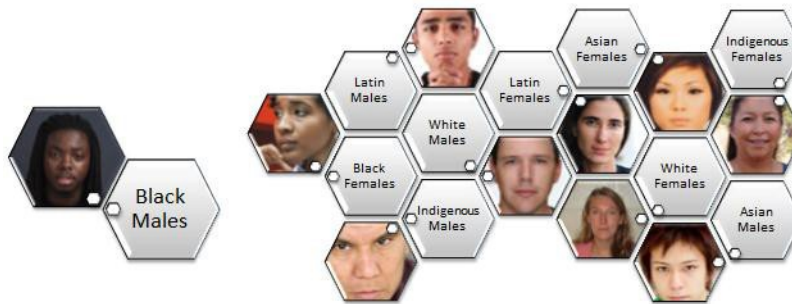 Black
Males
Latin
Males
Black
Females
White
Males
Indigenous
Males
Latin
Females
Asian
Females
White
Females
Indigenous
Females
Asian
Males